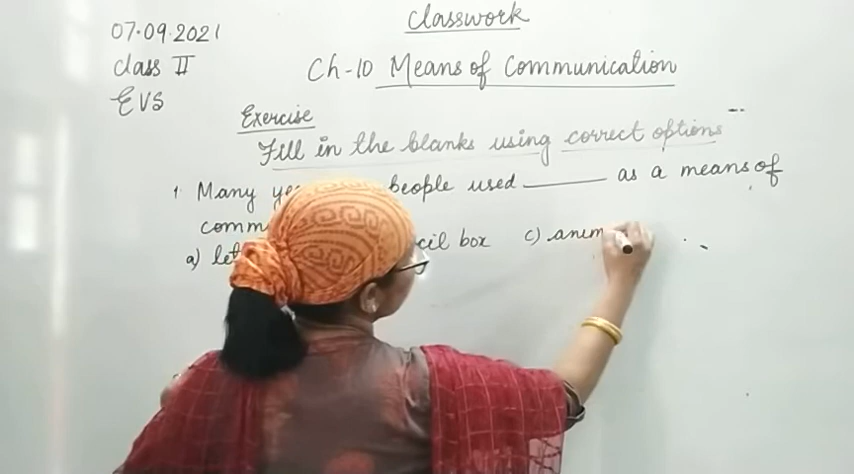 Classwork
07.09.2021
Class II
EVS
Ch-10 Means of Communication
Exercise
Fill in the blanks using correct options
1. Many people used ______ as a means of
a) box c)